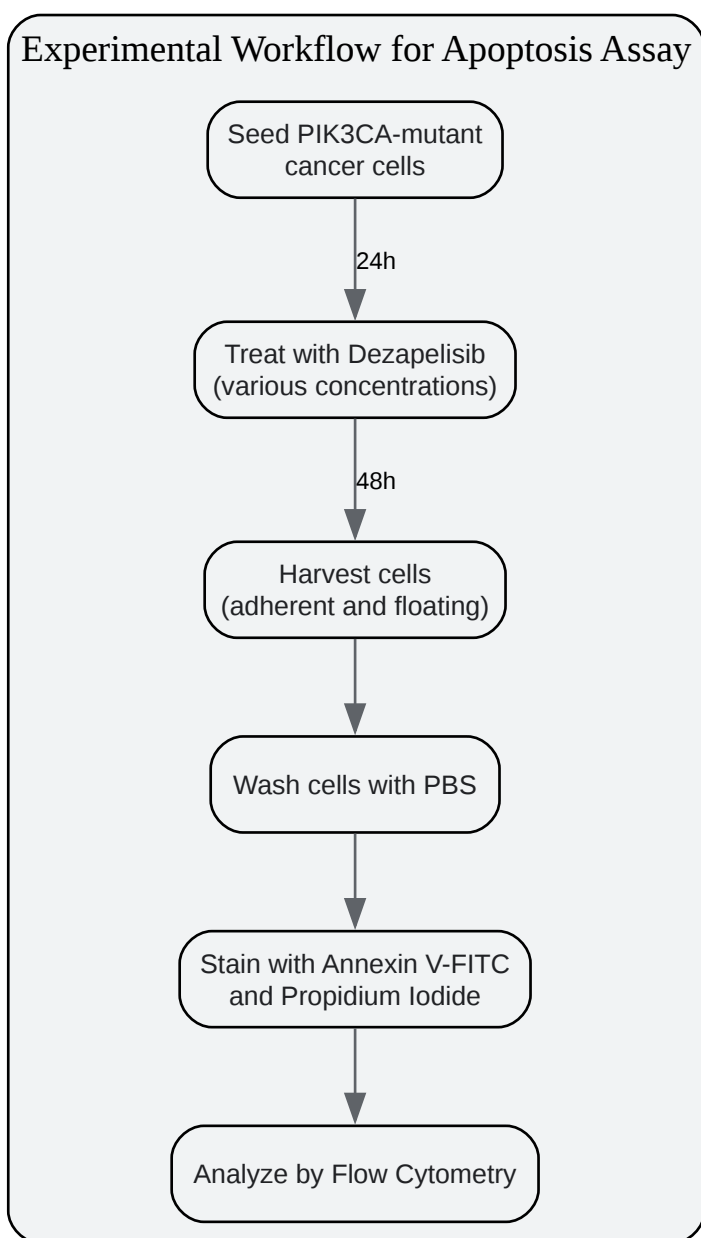 Experimental Workflow for Apoptosis Assay
Seed PIK3CA-mutant
cancer cells
24h
Treat with Dezapelisib
(various concentrations)
48h
Harvest cells
(adherent and floating)
Wash cells with PBS
Stain with Annexin V-FITC
and Propidium Iodide
Analyze by Flow Cytometry